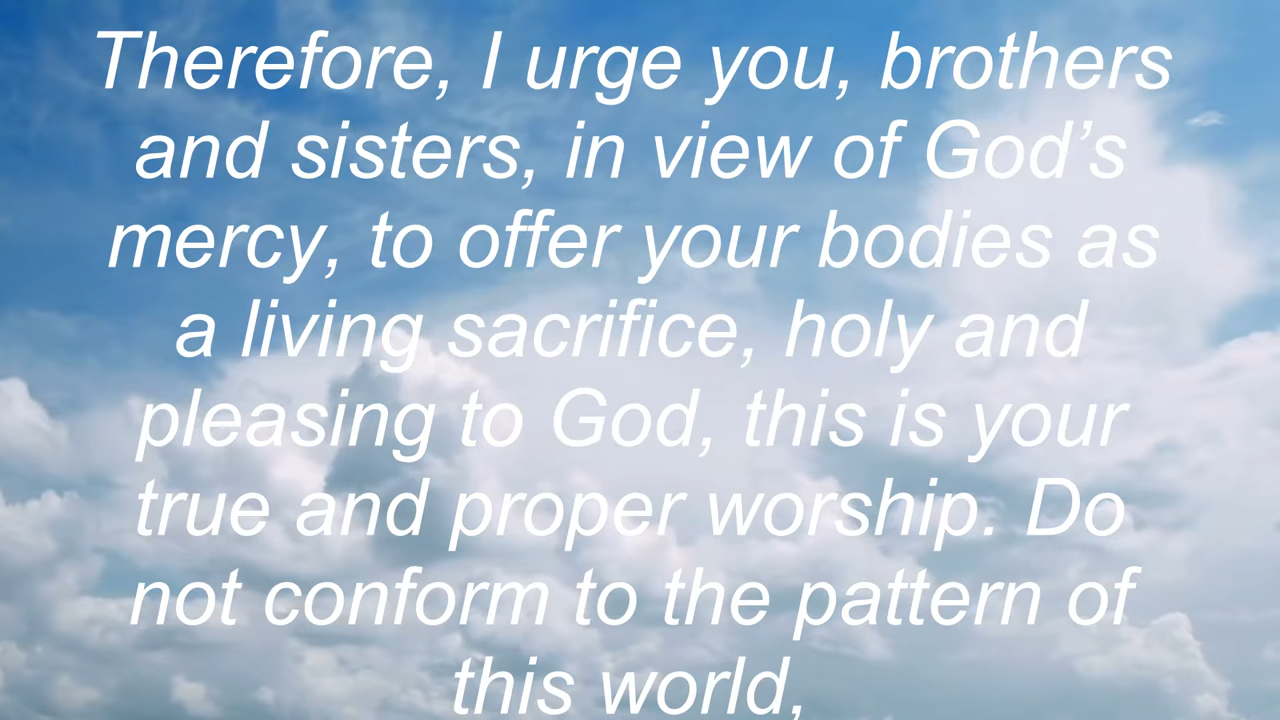 Therefore, I urge you, brothers
and sisters, in view of God’s
mercy, to offer your bodies as
a living sacrifice, holy and
pleasing to God, this is your
true and proper worship. Do
not conform to the pattern of
this world,